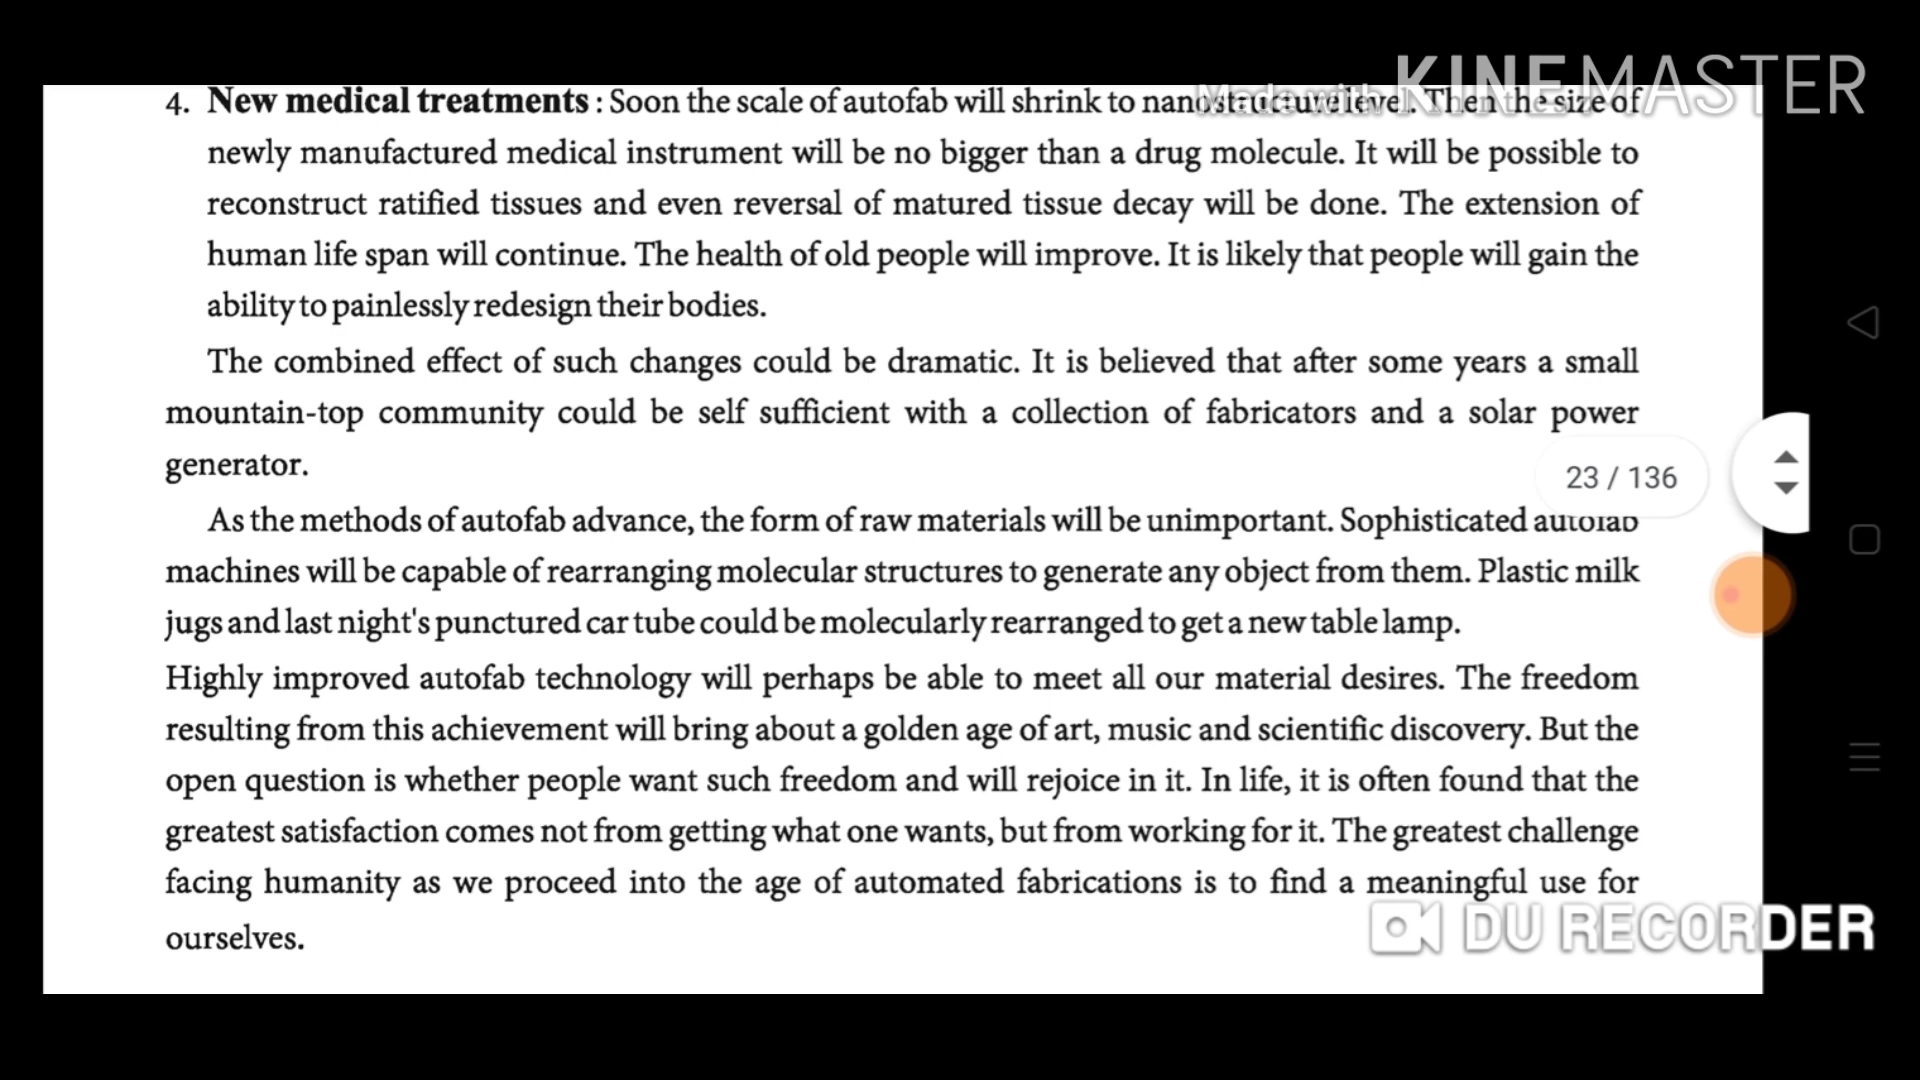 Made with KINEMASTER
4. New medical treatments : Soon the scale of autofab will shrink to nanostructure level. Then the size of
newly manufactured medical instrument will be no bigger than a drug molecule. It will be possible to
reconstruct ratified tissues and even reversal of matured tissue decay will be done. The extension of
human life span will continue. The health of old people will improve. It is likely that people will gain the
ability to painlessly redesign their bodies.
The combined effect of such changes could be dramatic. It is believed that after some years a small
mountain-top community could be self sufficient with a collection of fabricators and a solar power
generator.
23 / 136
As the methods of autofab advance, the form of raw materials will be unimportant. Sophisticated autofab
machines will be capable of rearranging molecular structures to generate any object from them. Plastic milk
jugs and last night's punctured car tube could be molecularly rearranged to get a new table lamp.
Highly improved autofab technology will perhaps be able to meet all our material desires. The freedom
resulting from this achievement will bring about a golden age of art, music and scientific discovery. But the
open question is whether people want such freedom and will rejoice in it. In life, it is often found that the
greatest satisfaction comes not from getting what one wants, but from working for it. The greatest challenge
facing humanity as we proceed into the age of automated fabrications is to find a meaningful use for
ourselves.
DU RECORDER